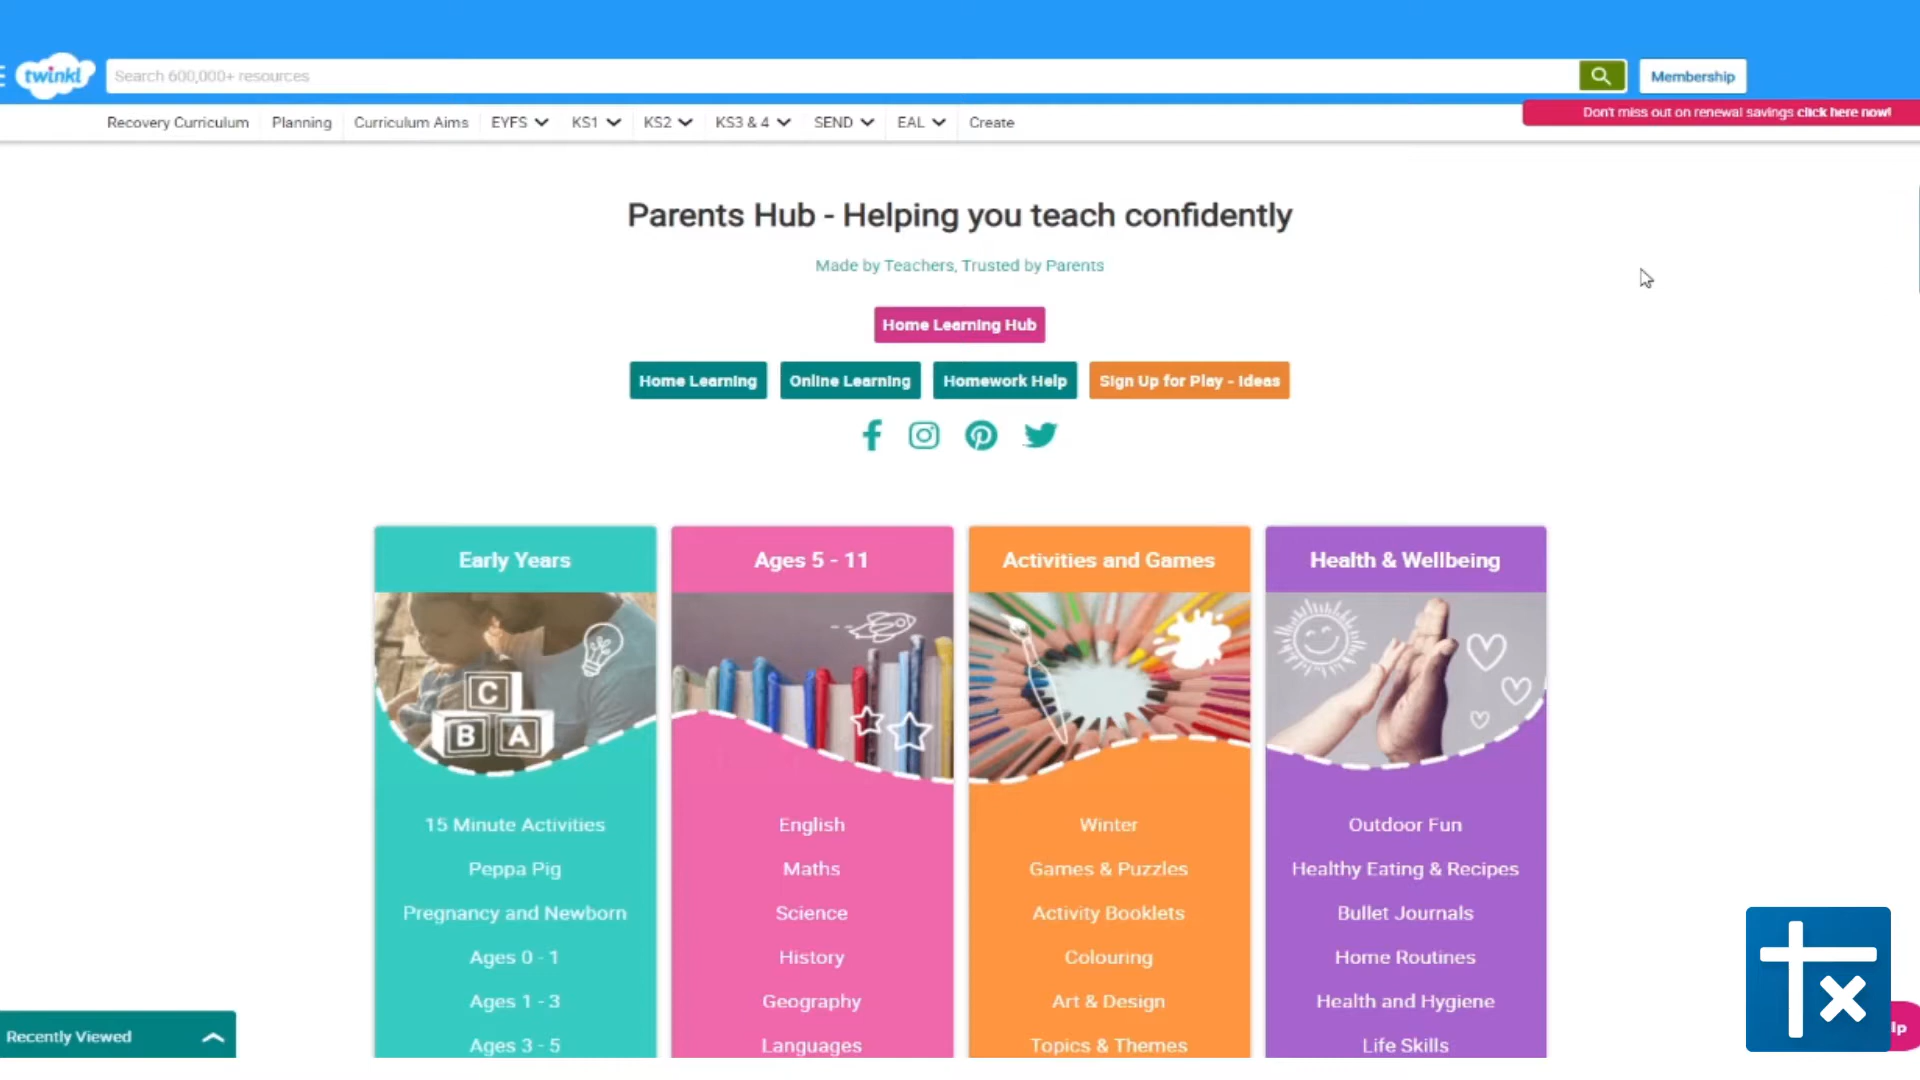 twinkl
Search 600,000+ resources
Membership
Don't miss out on renewal savings click here now!
Recovery Curriculum
Planning
Curriculum Aims
EYFS
KS1
KS2
KS3 & 4
SEND
EAL
Create
Parents Hub - Helping you teach confidently
Made by Teachers, Trusted by Parents
Home Learning Hub
Home Learning
Online Learning
Homework Help
Sign Up for Play - Ideas
Early Years
C
B A
15 Minute Activities
Peppa Pig
Pregnancy and Newborn
Ages 0 - 1
Ages 1 - 3
Ages 3 - 5
Ages 5 - 11
English
Maths
Science
History
Geography
Languages
Activities and Games
Winter
Games & Puzzles
Activity Booklets
Colouring
Art & Design
Topics & Themes
Health & Wellbeing
Outdoor Fun
Healthy Eating & Recipes
Bullet Journals
Home Routines
Health and Hygiene
Life Skills
Recently Viewed
lp